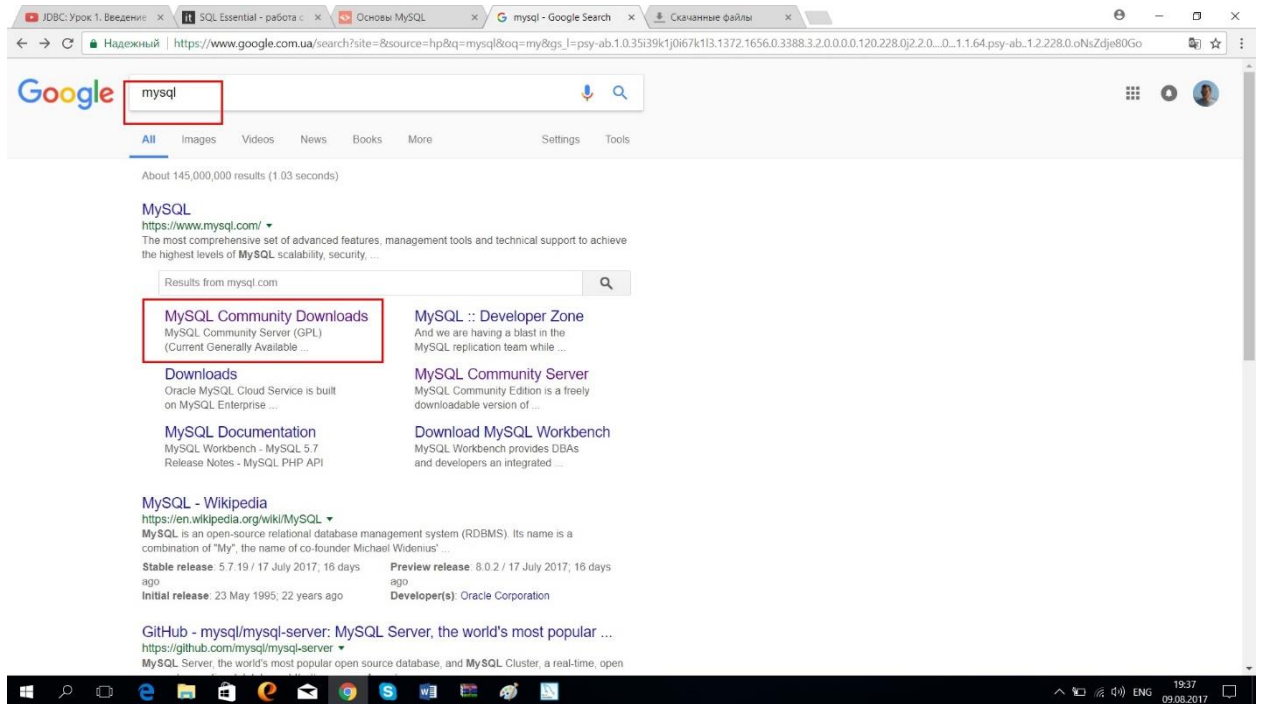 JDBC: Урок 1. Введение
SQL Essential - работа с
Основы MySQL
mysql - Google Search
Скачанные файлы
Надежный
https://www.google.com.ua/search?site=&source=hp&q=mysql&oq=my&gs_l=psy-ab.1.0.35i39k1j0i67k1l3.1372.1656.0.3388.3.2.0.0.0.0.120.228.0j2.2.0....0...1.1.64.psy-ab..1.2.228.0.oNsZdje80Go
Google
mysql
All Images Videos News Books More Settings Tools
About 145,000,000 results (1.03 seconds)
MySQL
https://www.mysql.com/
The most comprehensive set of advanced features, management tools and technical support to achieve
the highest levels of MySQL scalability, security, ...
Results from mysql.com
MySQL Community Downloads
MySQL Community Server (GPL)
(Current Generally Available ...
MySQL :: Developer Zone
And we are having a blast in the
MySQL replication team while ...
Downloads
Oracle MySQL Cloud Service is built
on MySQL Enterprise ...
MySQL Community Server
MySQL Community Edition is a freely
downloadable version of ...
MySQL Documentation
MySQL Workbench - MySQL 5.7
Release Notes - MySQL PHP API
Download MySQL Workbench
MySQL Workbench provides DBAs
and developers an integrated ...
MySQL - Wikipedia
https://en.wikipedia.org/wiki/MySQL
MySQL is an open-source relational database management system (RDBMS). Its name is a
combination of "My", the name of co-founder Michael Widenius' ...
Stable release: 5.7.19 / 17 July 2017; 16 days
ago
Preview release: 8.0.2 / 17 July 2017; 16 days
ago
Initial release: 23 May 1995; 22 years ago
Developer(s): Oracle Corporation
GitHub - mysql/mysql-server: MySQL Server, the world's most popular ...
https://github.com/mysql/mysql-server
MySQL Server, the world's most popular open source database, and MySQL Cluster, a real-time, open
ENG
19:37
09.08.2017